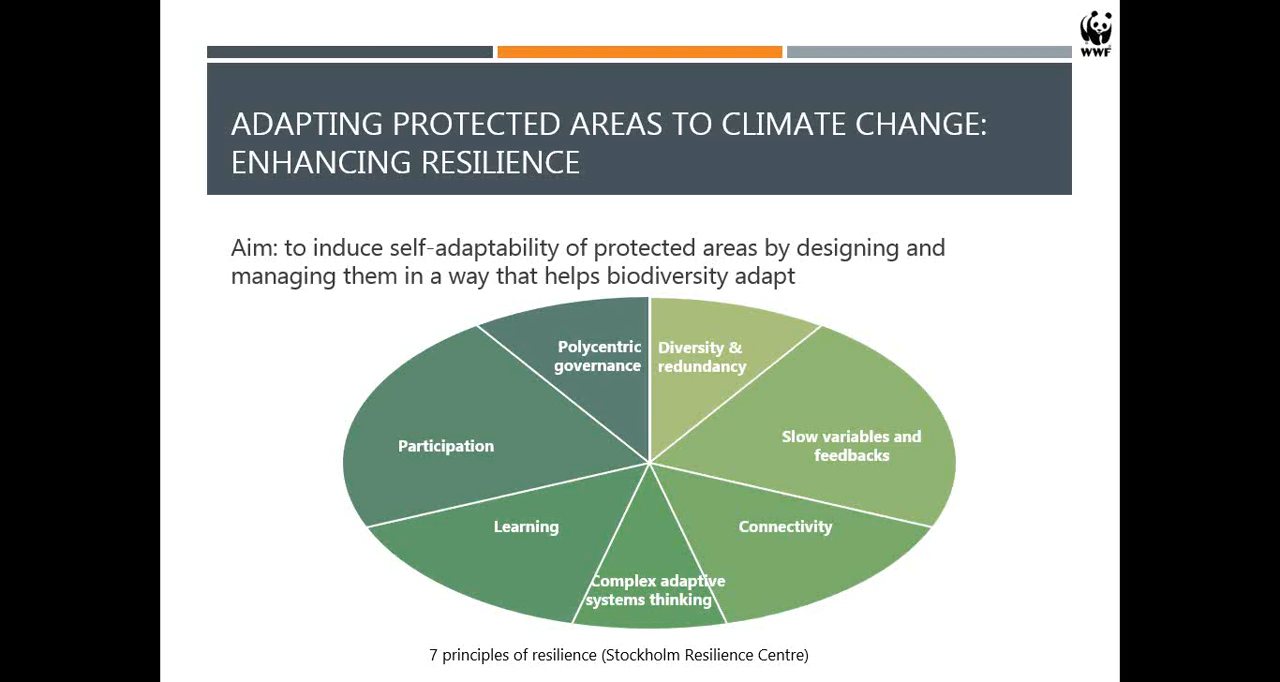 WWF
ADAPTING PROTECTED AREAS TO CLIMATE CHANGE:
ENHANCING RESILIENCE
Aim: to induce self-adaptability of protected areas by designing and
managing them in a way that helps biodiversity adapt
Polycentric
governance
Diversity &
redundancy
Participation
Slow variables and
feedbacks
Learning
Connectivity
Complex adaptive
systems thinking
7 principles of resilience (Stockholm Resilience Centre)